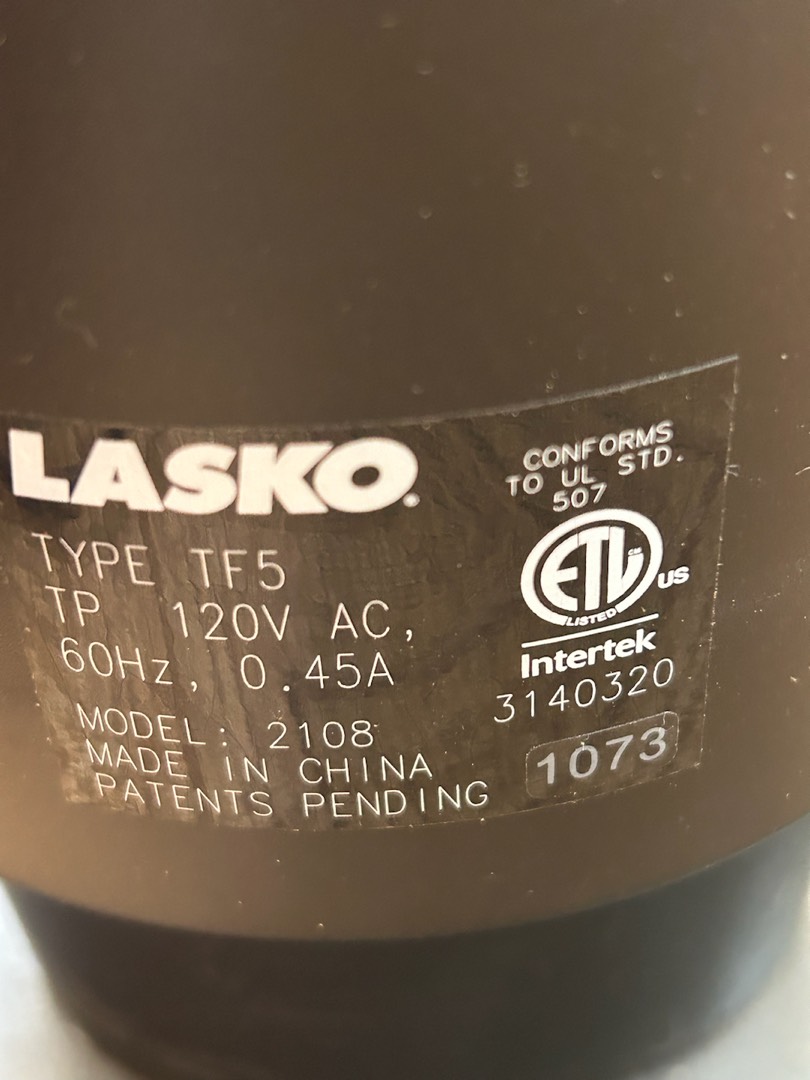 LASKO.
TYPE TF5
TP 120V AC,
60Hz, 0.45A
MODEL: 2108
MADE IN CHINA
PATENTS PENDING
CONFORMS
TO UL STD.
507
ETL
CM
US
LISTED
Intertek
3140320
1073